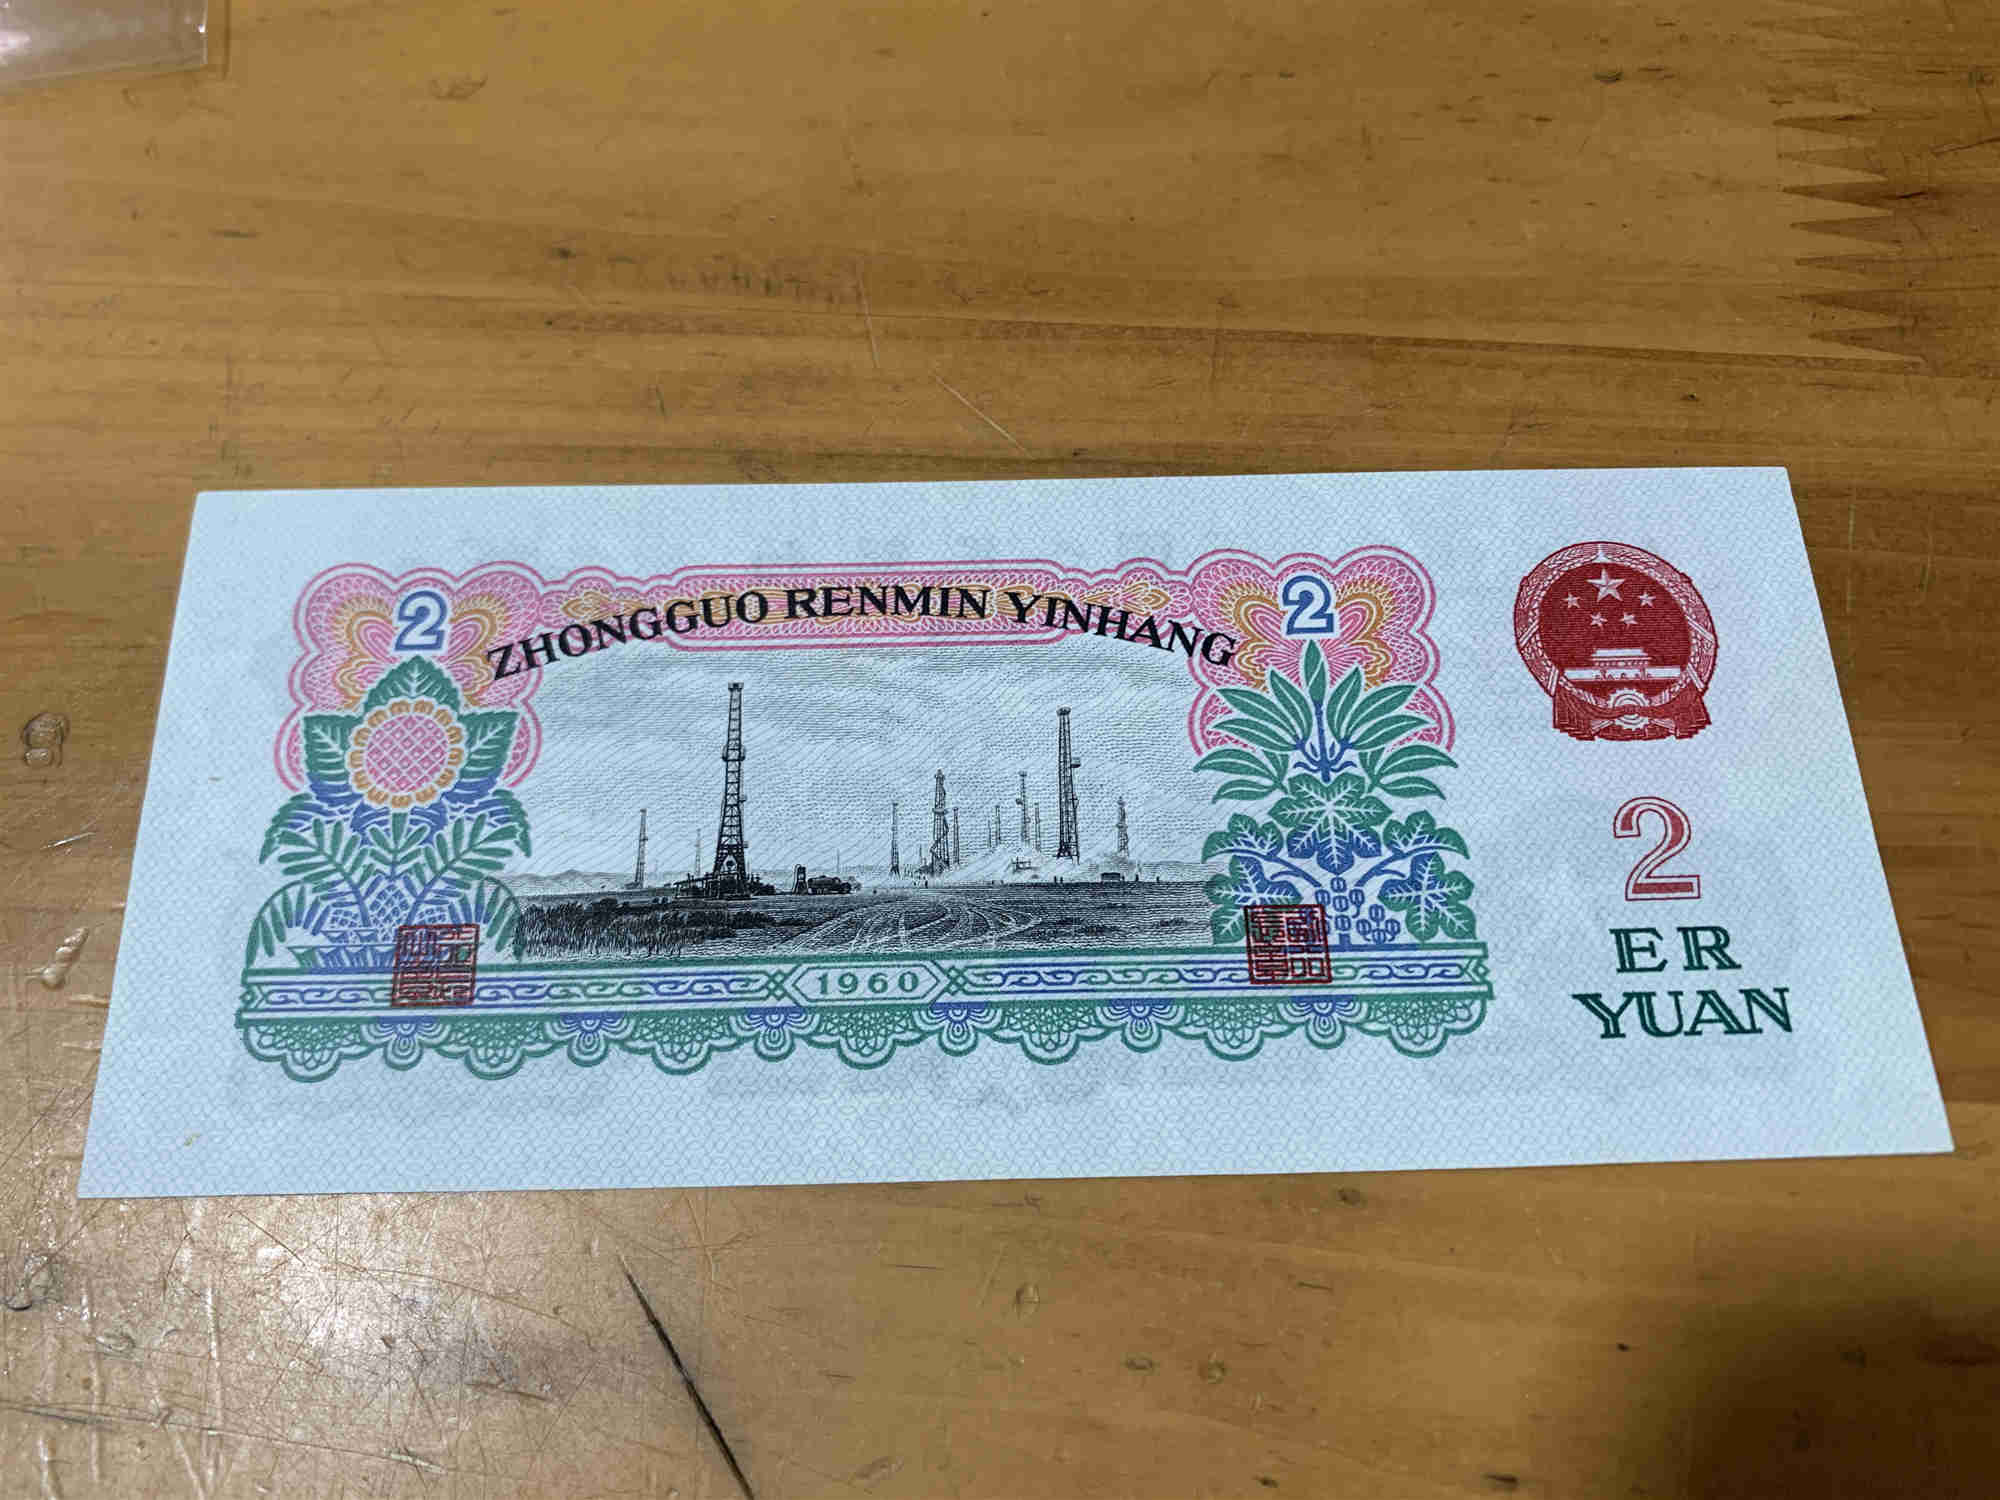 2 ZHONGGUO RENMIN YINHANG 2
1960
2
ER
YUAN